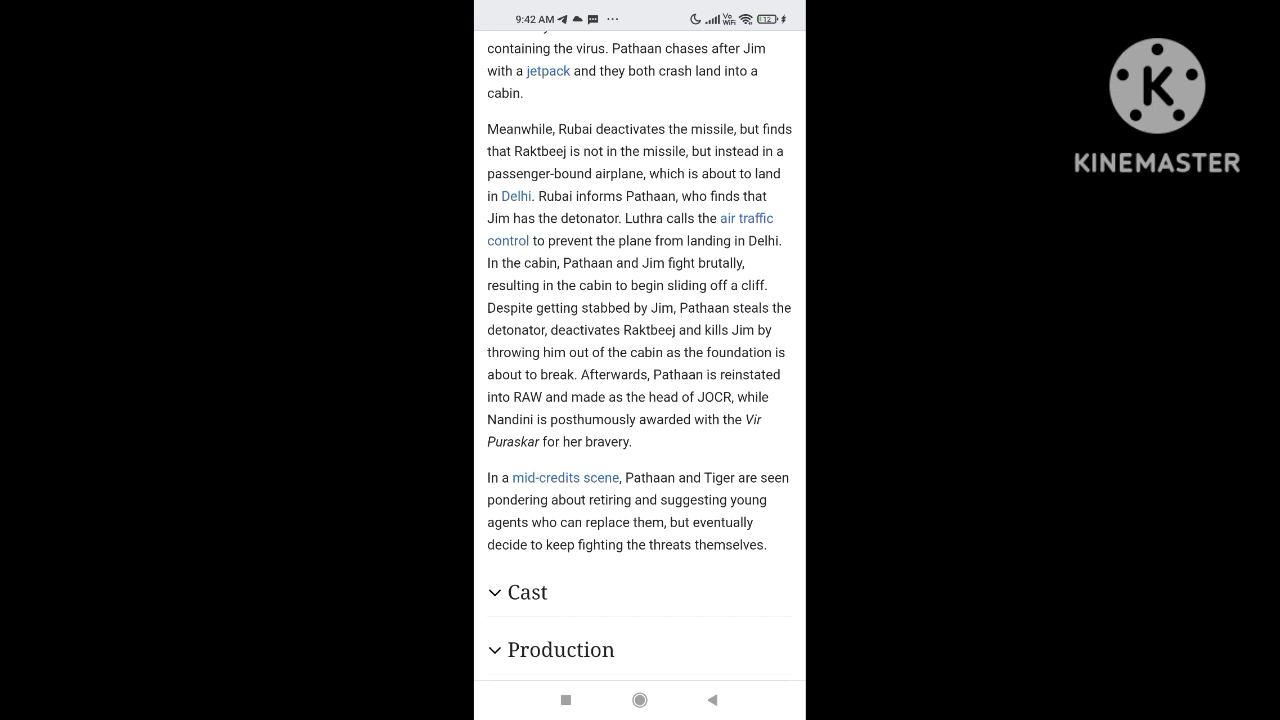 9:42 AM
Vo
WiFi
12
containing the virus. Pathaan chases after Jim
with a jetpack and they both crash land into a
cabin.
Meanwhile, Rubai deactivates the missile, but finds
that Raktbeej is not in the missile, but instead in a
passenger-bound airplane, which is about to land
in Delhi. Rubai informs Pathaan, who finds that
Jim has the detonator. Luthra calls the air traffic
control to prevent the plane from landing in Delhi.
In the cabin, Pathaan and Jim fight brutally,
resulting in the cabin to begin sliding off a cliff.
Despite getting stabbed by Jim, Pathaan steals the
detonator, deactivates Raktbeej and kills Jim by
throwing him out of the cabin as the foundation is
about to break. Afterwards, Pathaan is reinstated
into RAW and made as the head of JOCR, while
Nandini is posthumously awarded with the Vir
Puraskar for her bravery.
In a mid-credits scene, Pathaan and Tiger are seen
pondering about retiring and suggesting young
agents who can replace them, but eventually
decide to keep fighting the threats themselves.
Cast
Production
K
KINEMASTER